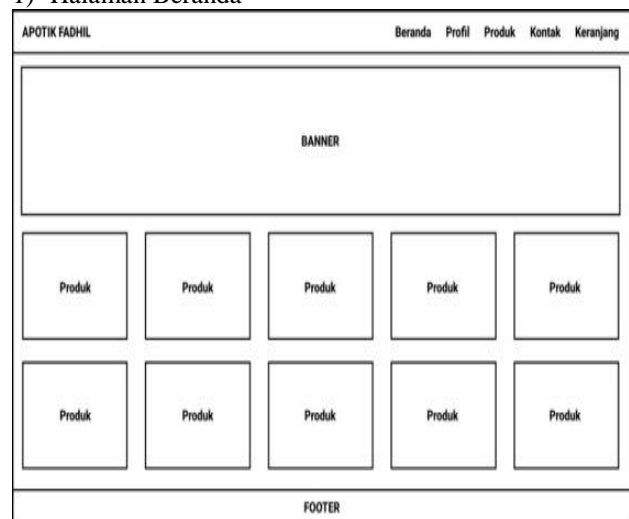 1) Halaman Beranda
APOTIK FADHIL Beranda Profil Produk Kontak Keranjang
BANNER
Produk Produk Produk Produk Produk
Produk Produk Produk Produk Produk
FOOTER